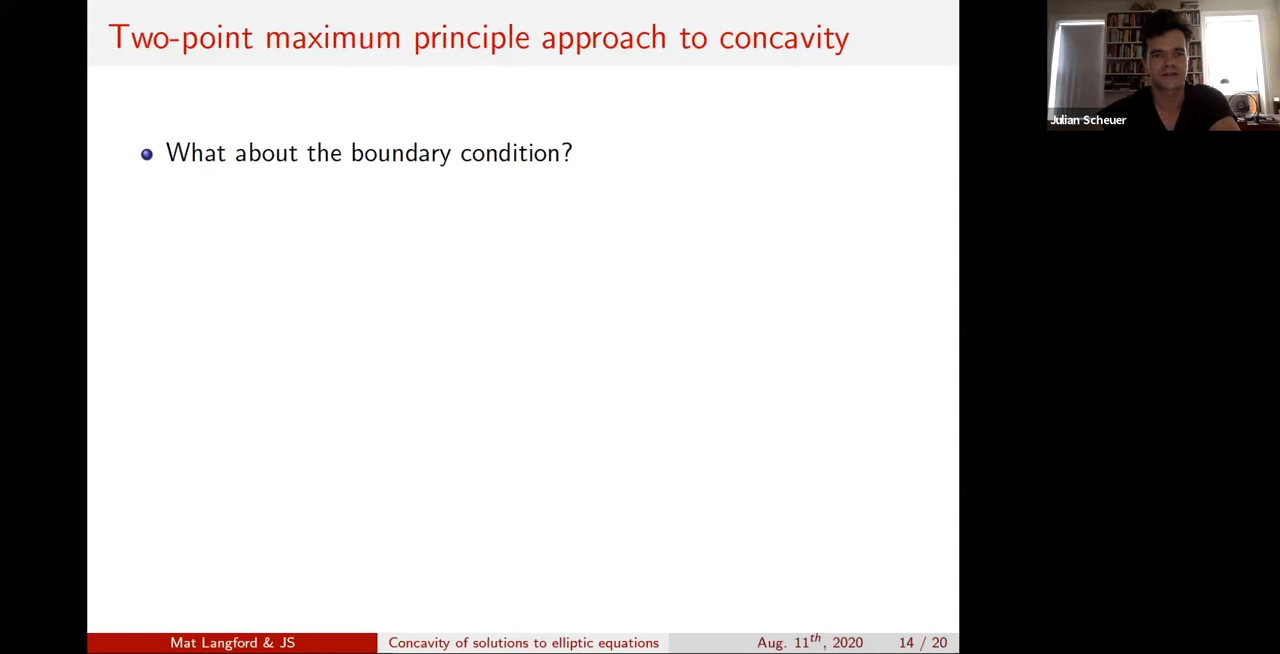 Two-point maximum principle approach to concavity
Julian Scheuer
What about the boundary condition?
Mat Langford & JS
Concavity of solutions to elliptic equations
Aug. 11th, 2020
14 / 20